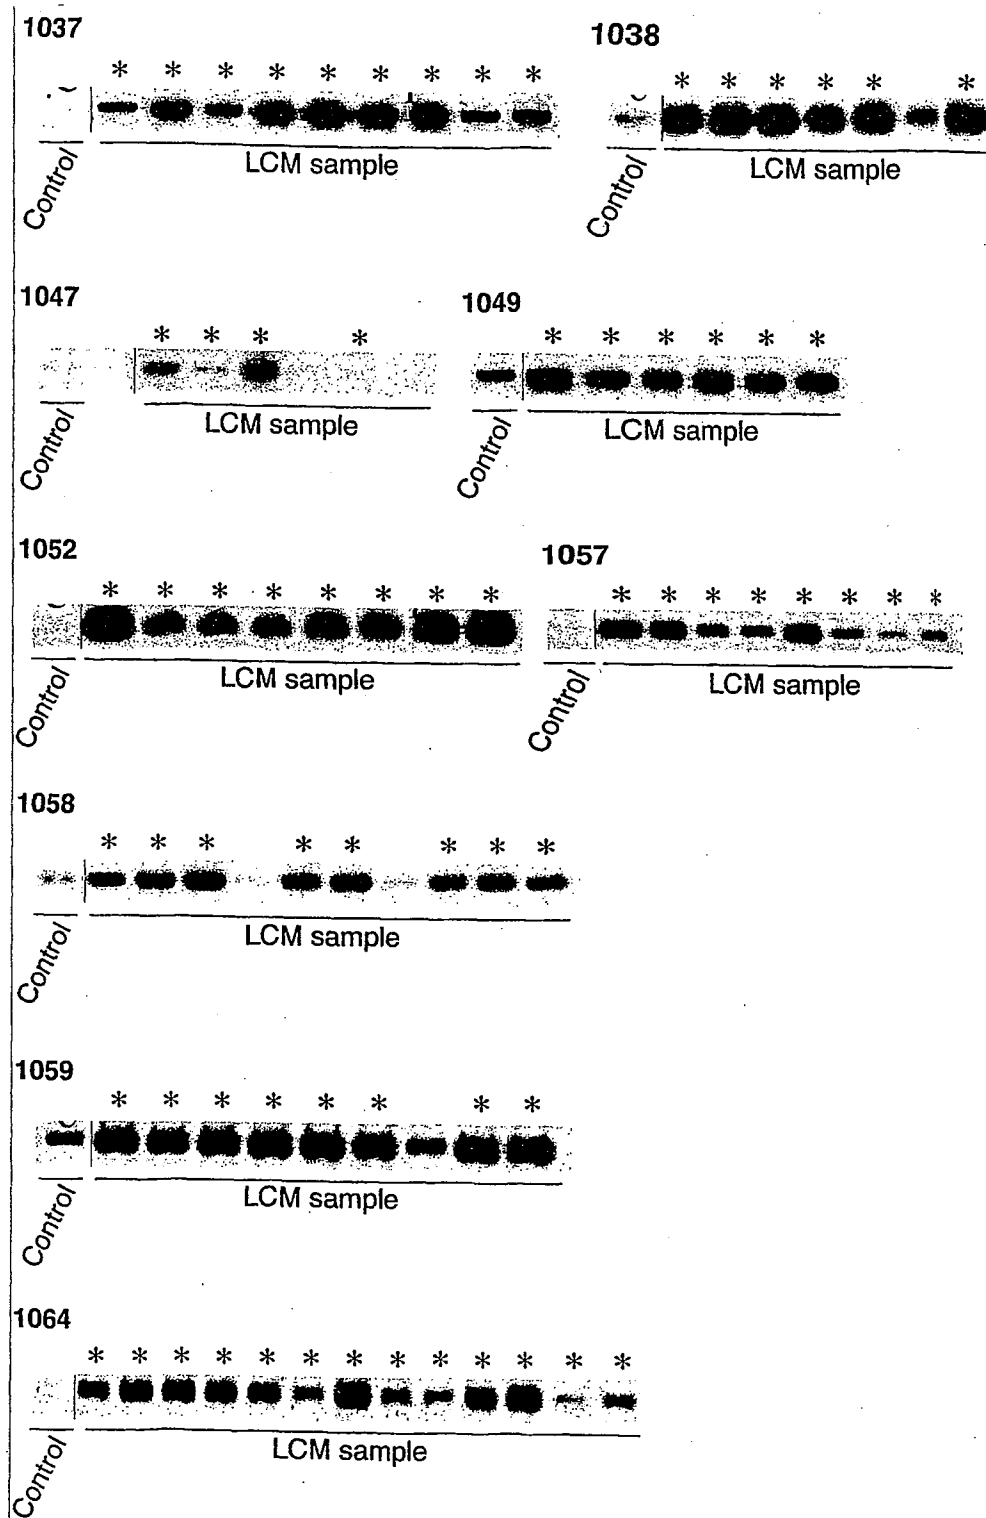 1037
* * * * * * * * *
Control
LCM sample
1038
* * * * * *
Control
LCM sample
1047
* * * *
Control
LCM sample
1049
* * * * * *
Control
LCM sample
1052
* * * * * * * *
Control
LCM sample
1057
* * * * * * * *
Control
LCM sample
1058
* * * * * * * *
Control
LCM sample
1059
* * * * * * * *
Control
LCM sample
1064
* * * * * * * * * * * * *
Control
LCM sample